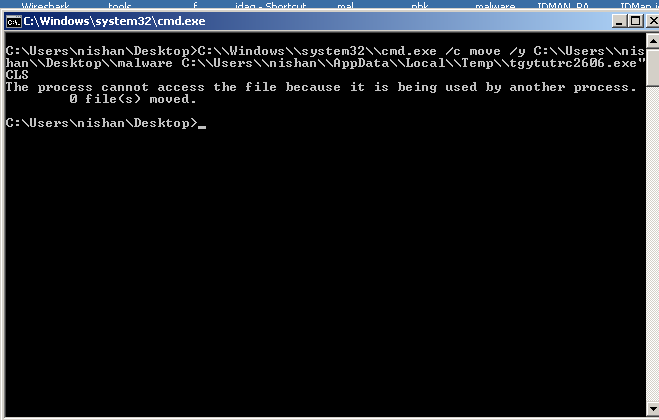 Wireshark tools f idag - Shortcut mal pbk malware IDMAN_RA IDMan.i
C:\Windows\system32\cmd.exe
C:\Users\nishan\Desktop>C:\\Windows\\system32\\cmd.exe /c move /y C:\\Users\\nis
han\\Desktop\\malware C:\\Users\\nishan\\AppData\\Local\\Temp\\tgytutrc2606.exe"
CLS
The process cannot access the file because it is being used by another process.
0 file(s) moved.
C:\Users\nishan\Desktop>_